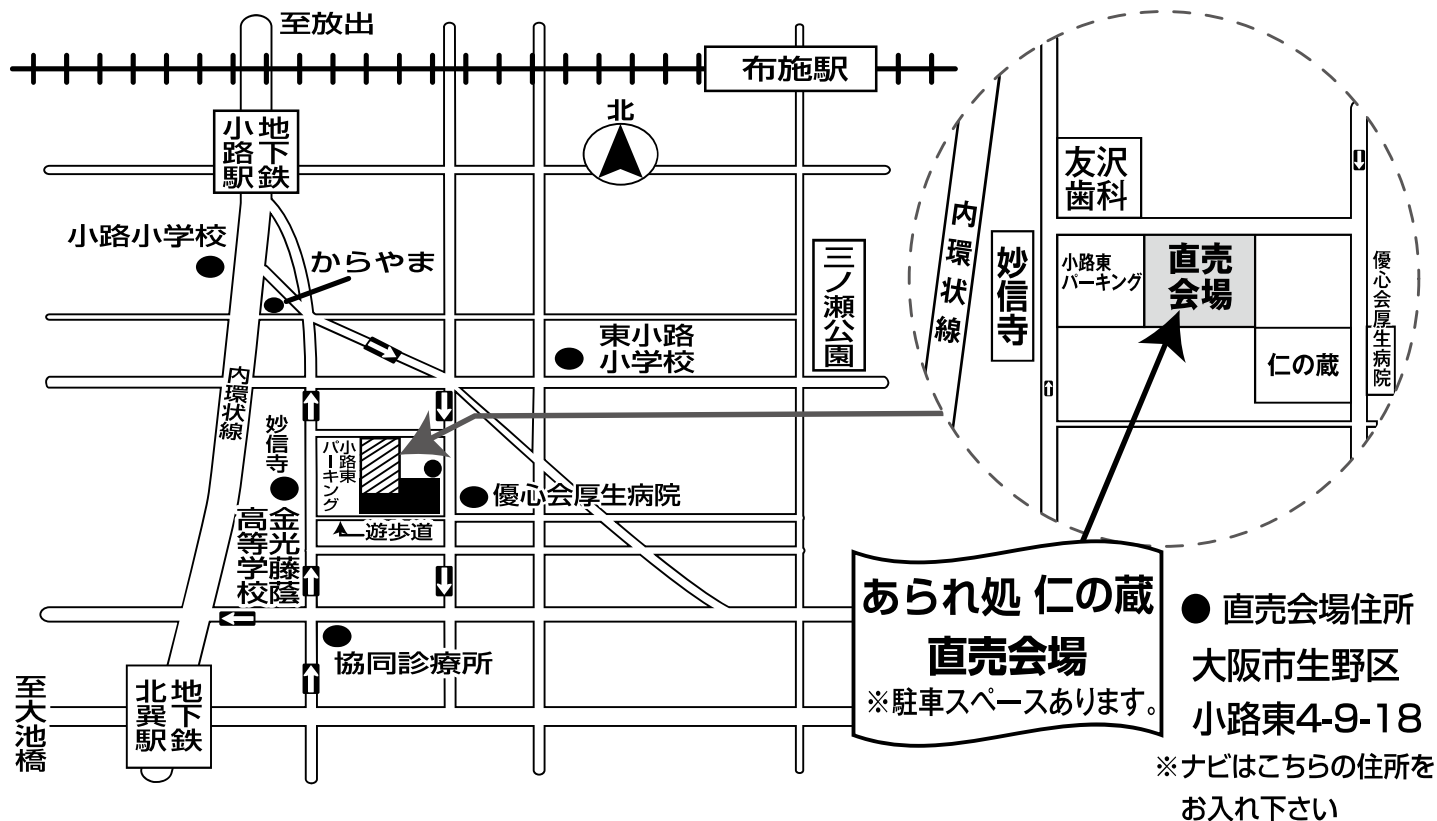 至放出
布施駅
北
地下鉄
小路駅
小路小学校
からやま
東小路
小学校
三ノ瀬公園
内環状線
妙信寺
小路東
パーキング
優心会厚生病院
遊歩道
金光藤蔭
高等学校
協同診療所
地下鉄
北巽駅
至大池橋
友沢
歯科
内環状線
妙信寺
小路東
パーキング
直売
会場
仁の蔵
優心会厚生病院
あられ処 仁の蔵
直売会場
※駐車スペースあります。
● 直売会場住所
大阪市生野区
小路東4-9-18
※ナビはこちらの住所を
お入れ下さい